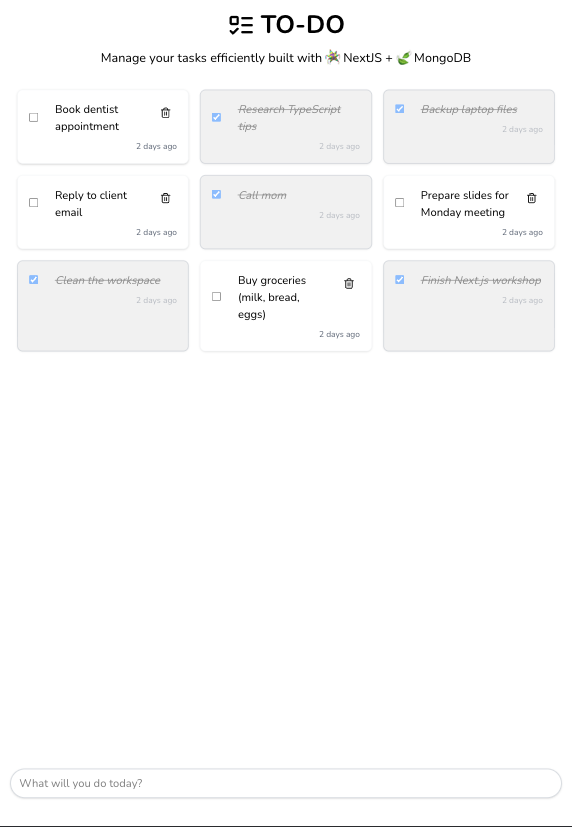 TO-DO
Manage your tasks efficiently built with NextJS + MongoDB
Book dentist
appointment
2 days ago
Research TypeScript
tips
2 days ago
Backup laptop files
2 days ago
Reply to client
email
2 days ago
Call mom
2 days ago
Prepare slides for
Monday meeting
2 days ago
Clean the workspace
2 days ago
Buy groceries
(milk, bread,
eggs)
2 days ago
Finish Next.js workshop
2 days ago
What will you do today?